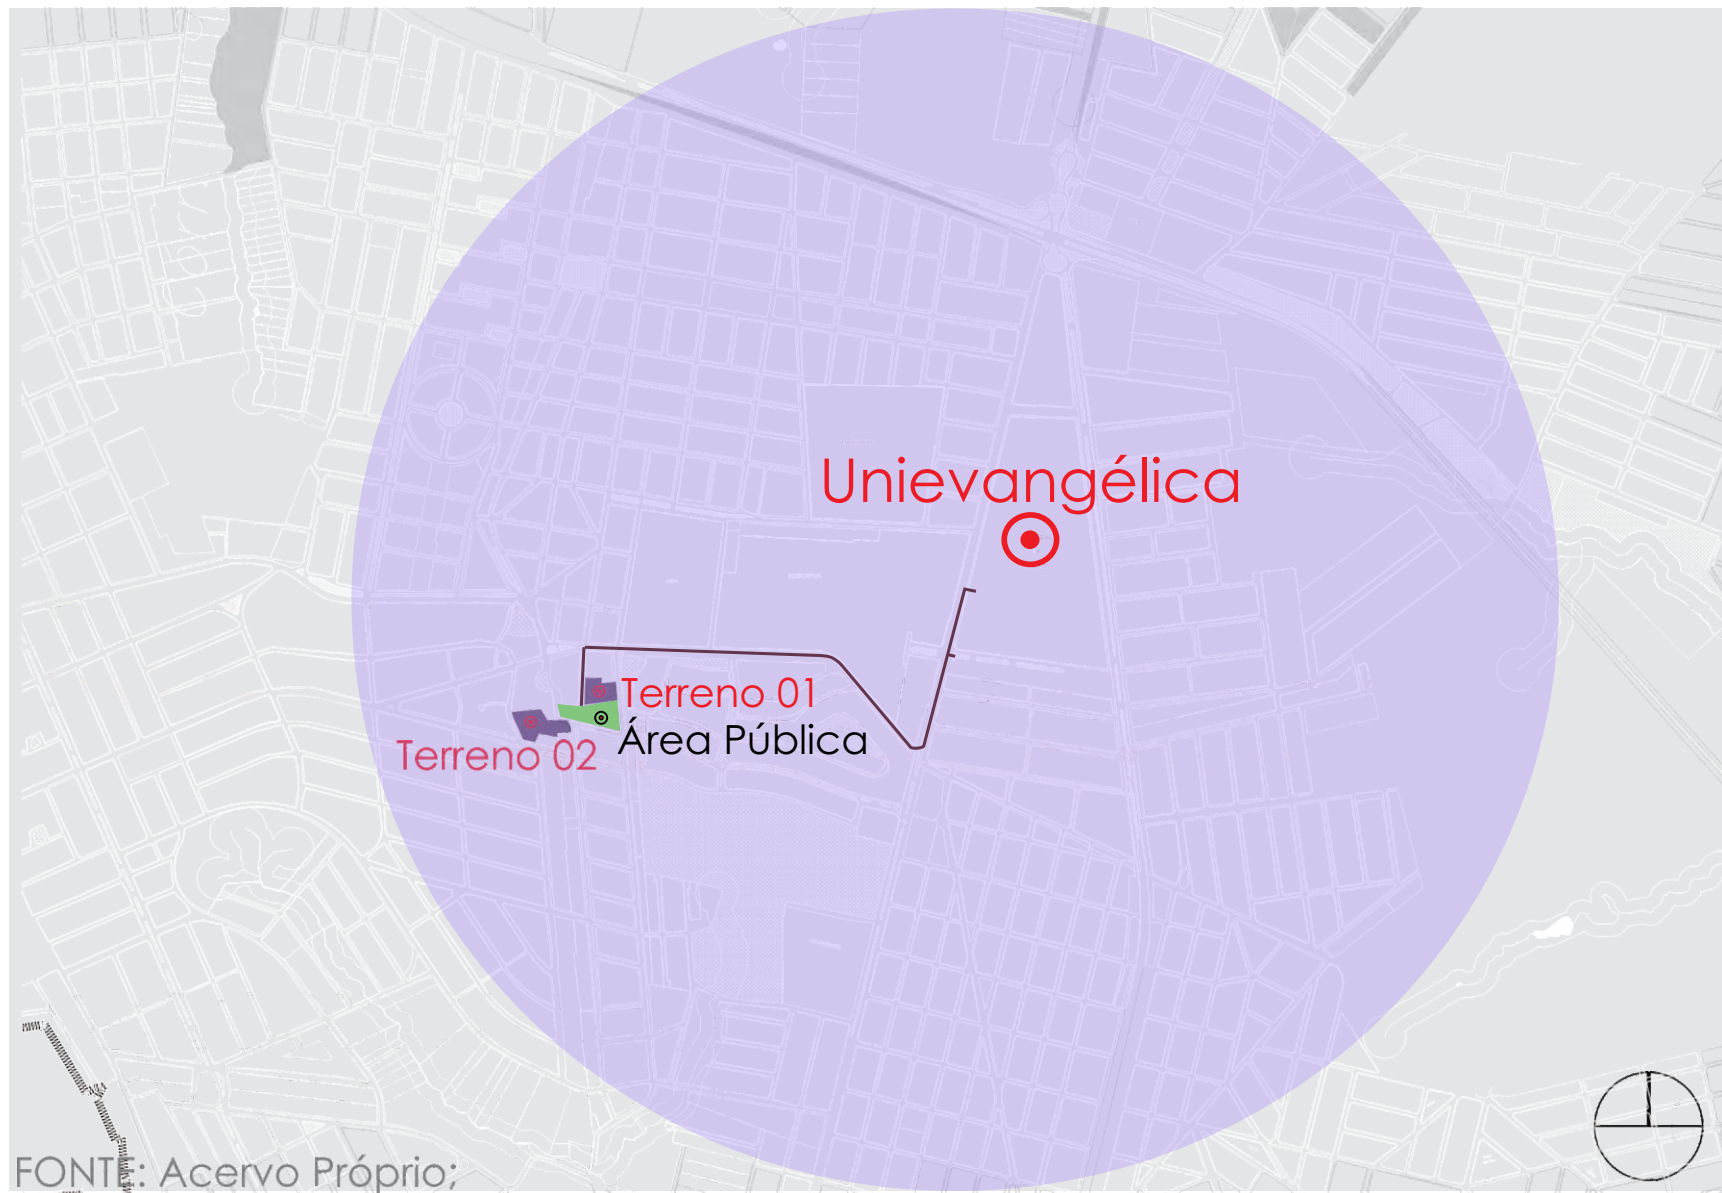 Unievangélica
Terreno 01
Área Pública
Terreno 02
FONTE: Acervo Próprio;